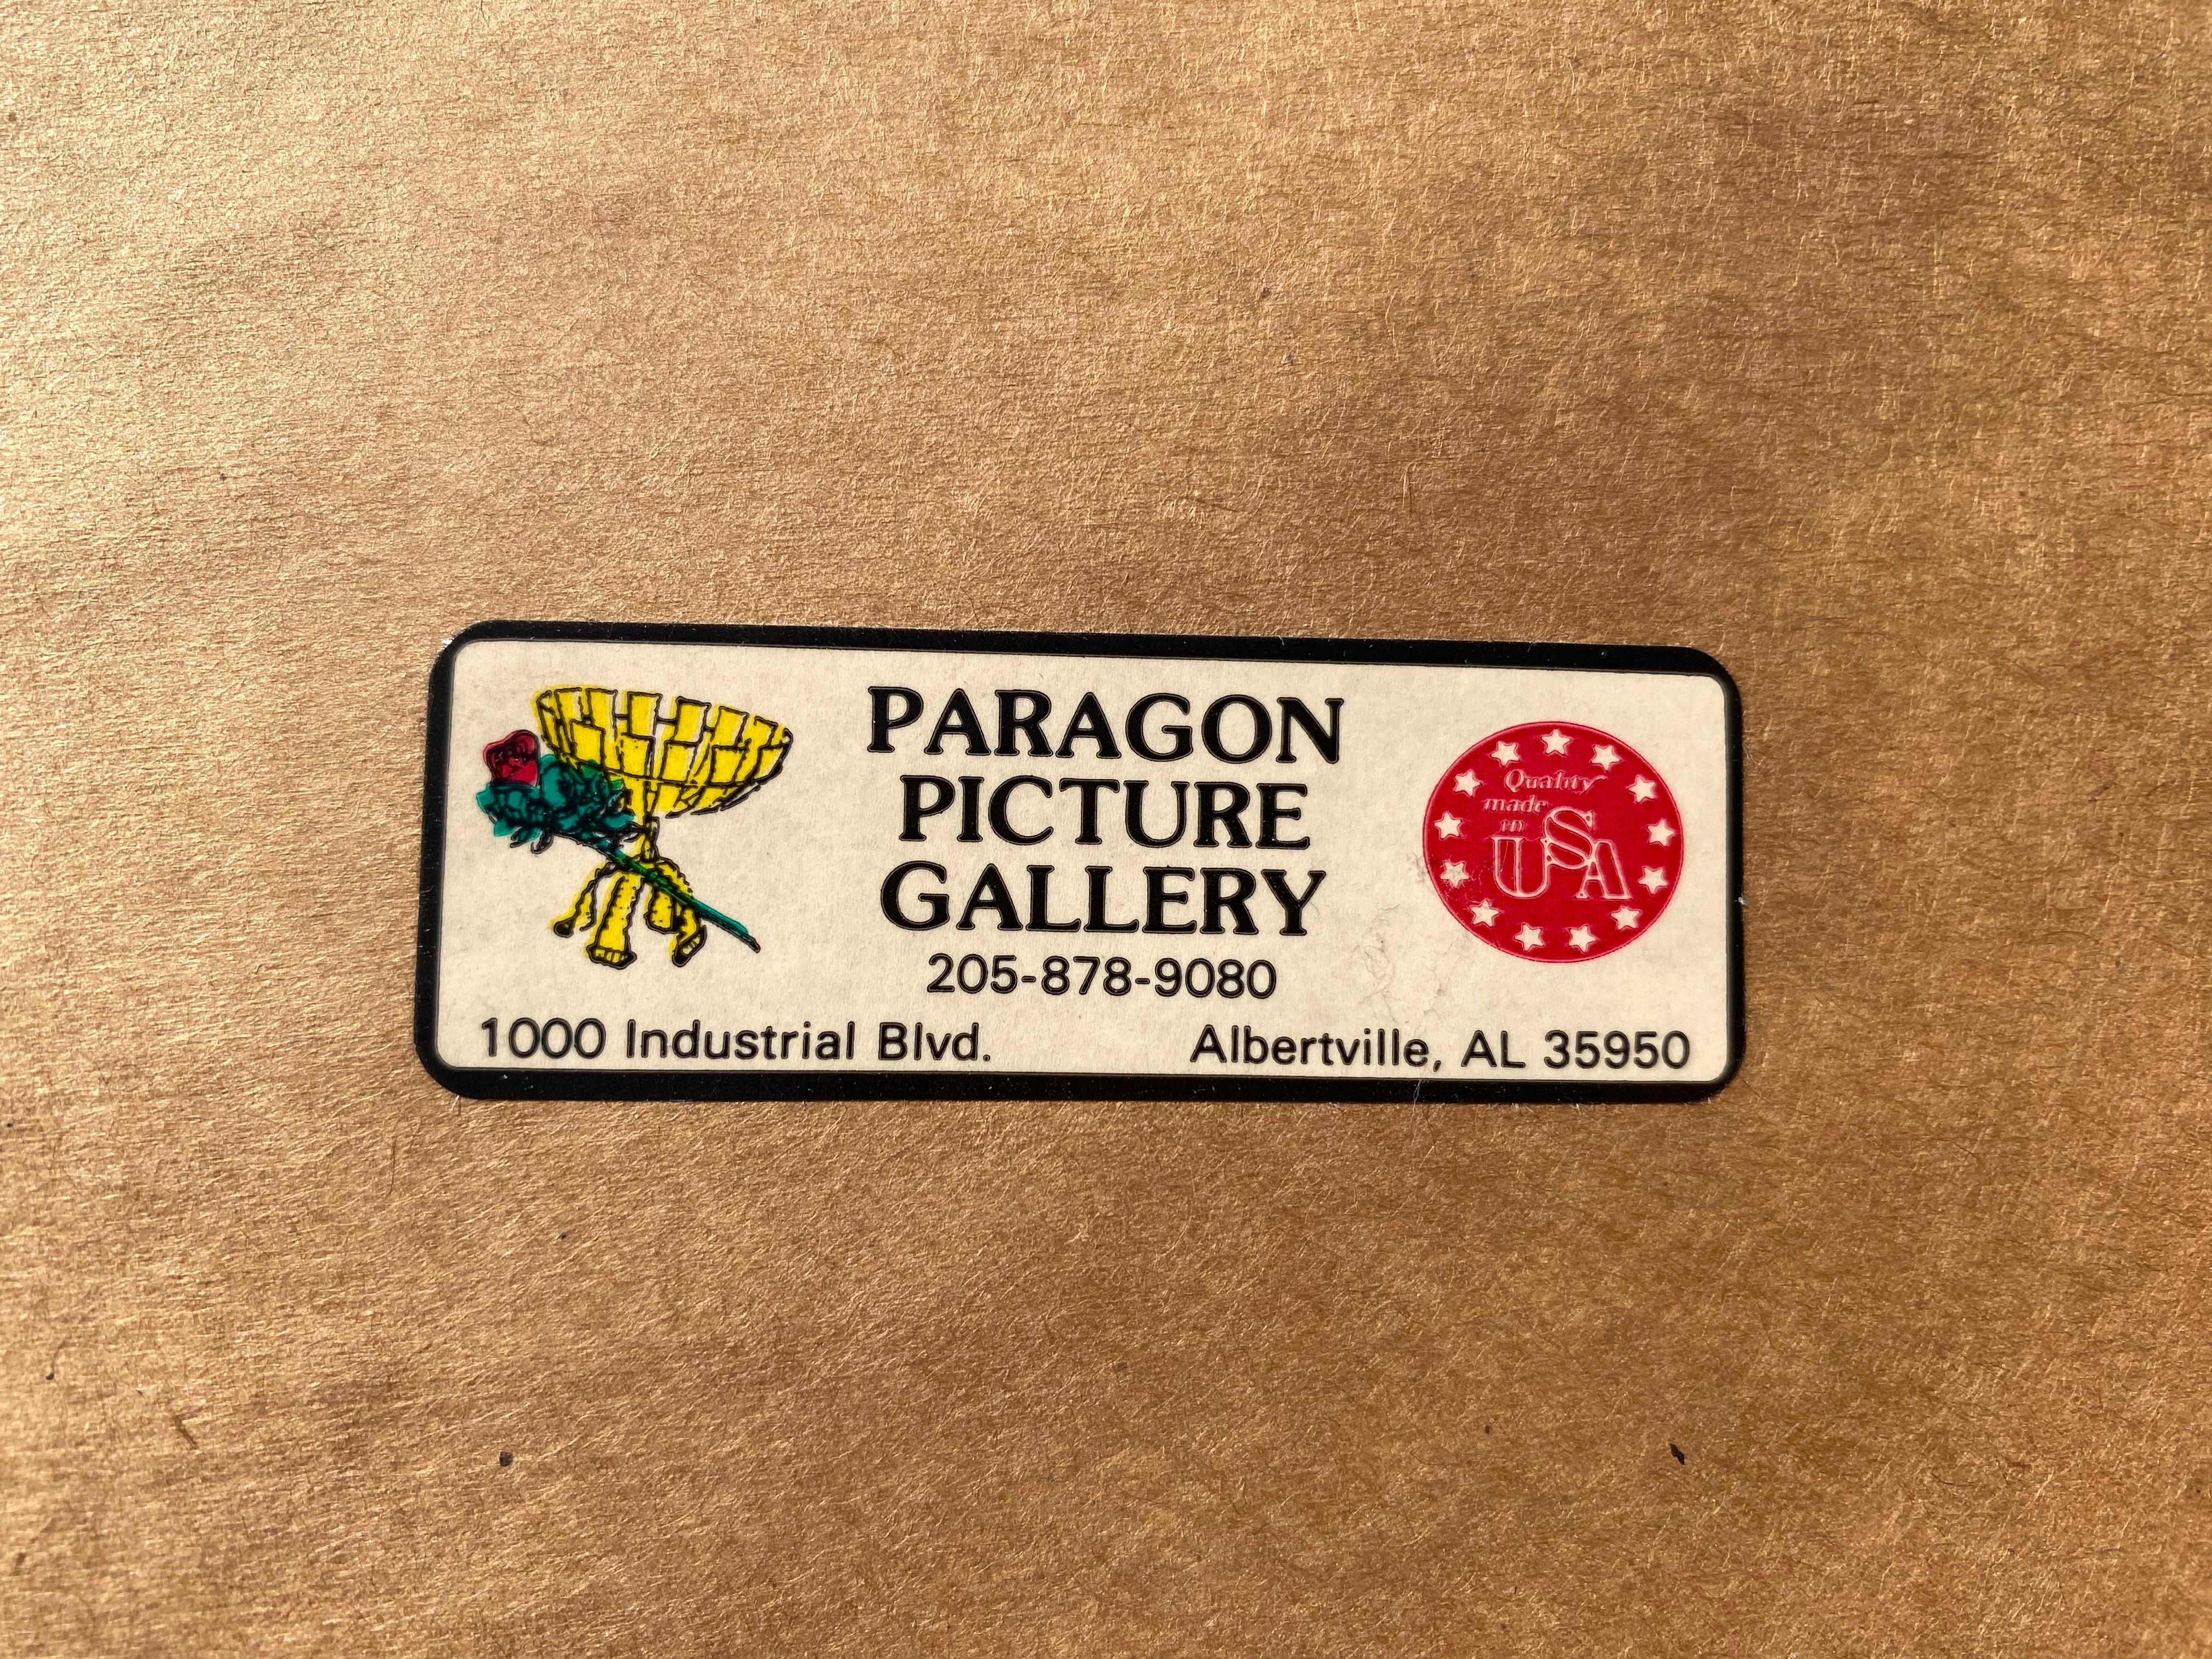 PARAGON
PICTURE
GALLERY
205-878-9080
1000 Industrial Blvd. Albertville, AL 35950
Quality
made
in
USA